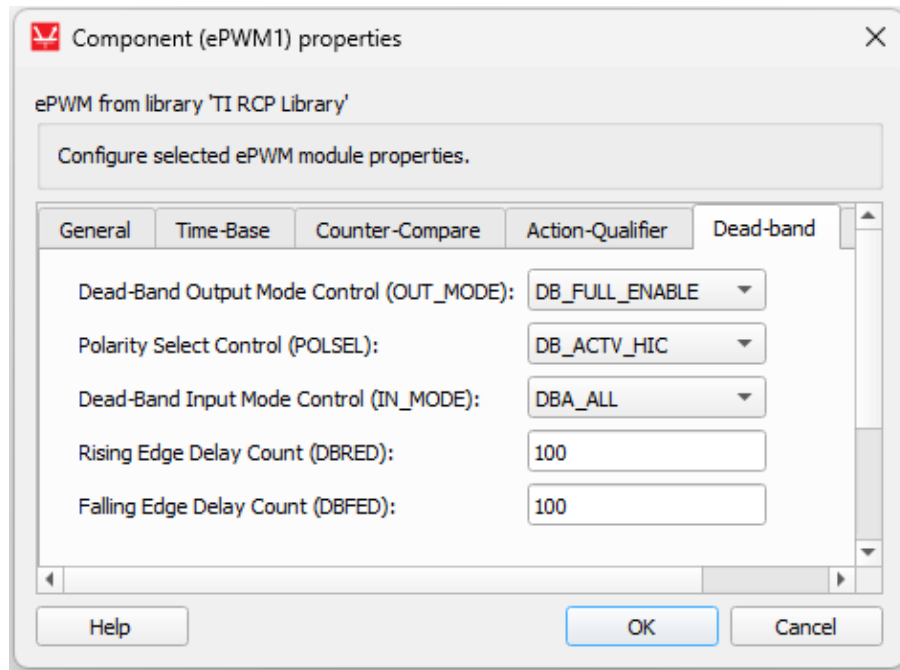 Component (ePWM1) properties
ePWM from library 'TI RCP Library'
Configure selected ePWM module properties.
General Time-Base Counter-Compare Action-Qualifier Dead-band
Dead-Band Output Mode Control (OUT_MODE): DB_FULL_ENABLE
Polarity Select Control (POLSEL): DB_ACTV_HIC
Dead-Band Input Mode Control (IN_MODE): DBA_ALL
Rising Edge Delay Count (DBRED): 100
Falling Edge Delay Count (DBFED): 100
Help OK Cancel